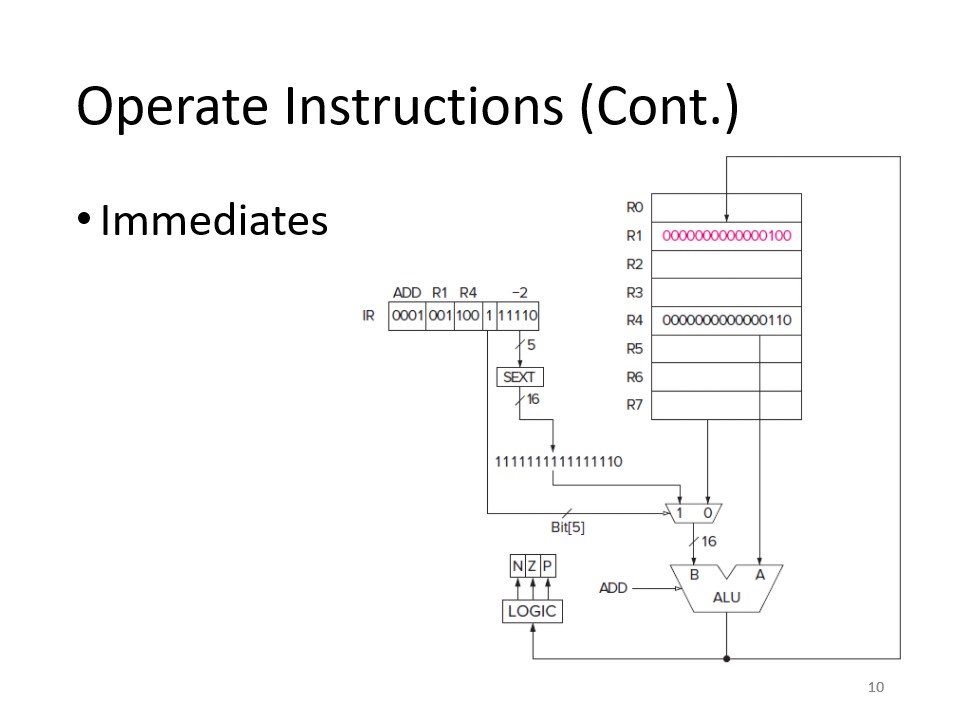 Operate Instructions (Cont.)
• Immediates
R0
R1 0000000000000100
R2
R3
R4 0000000000000110
R5
R6
R7
ADD R1 R4 −2
IR 0001 001 100 1 11110
5
SEXT
16
1111111111111110
1 0
Bit[5]
16
N Z P
B A
ADD
ALU
LOGIC
10